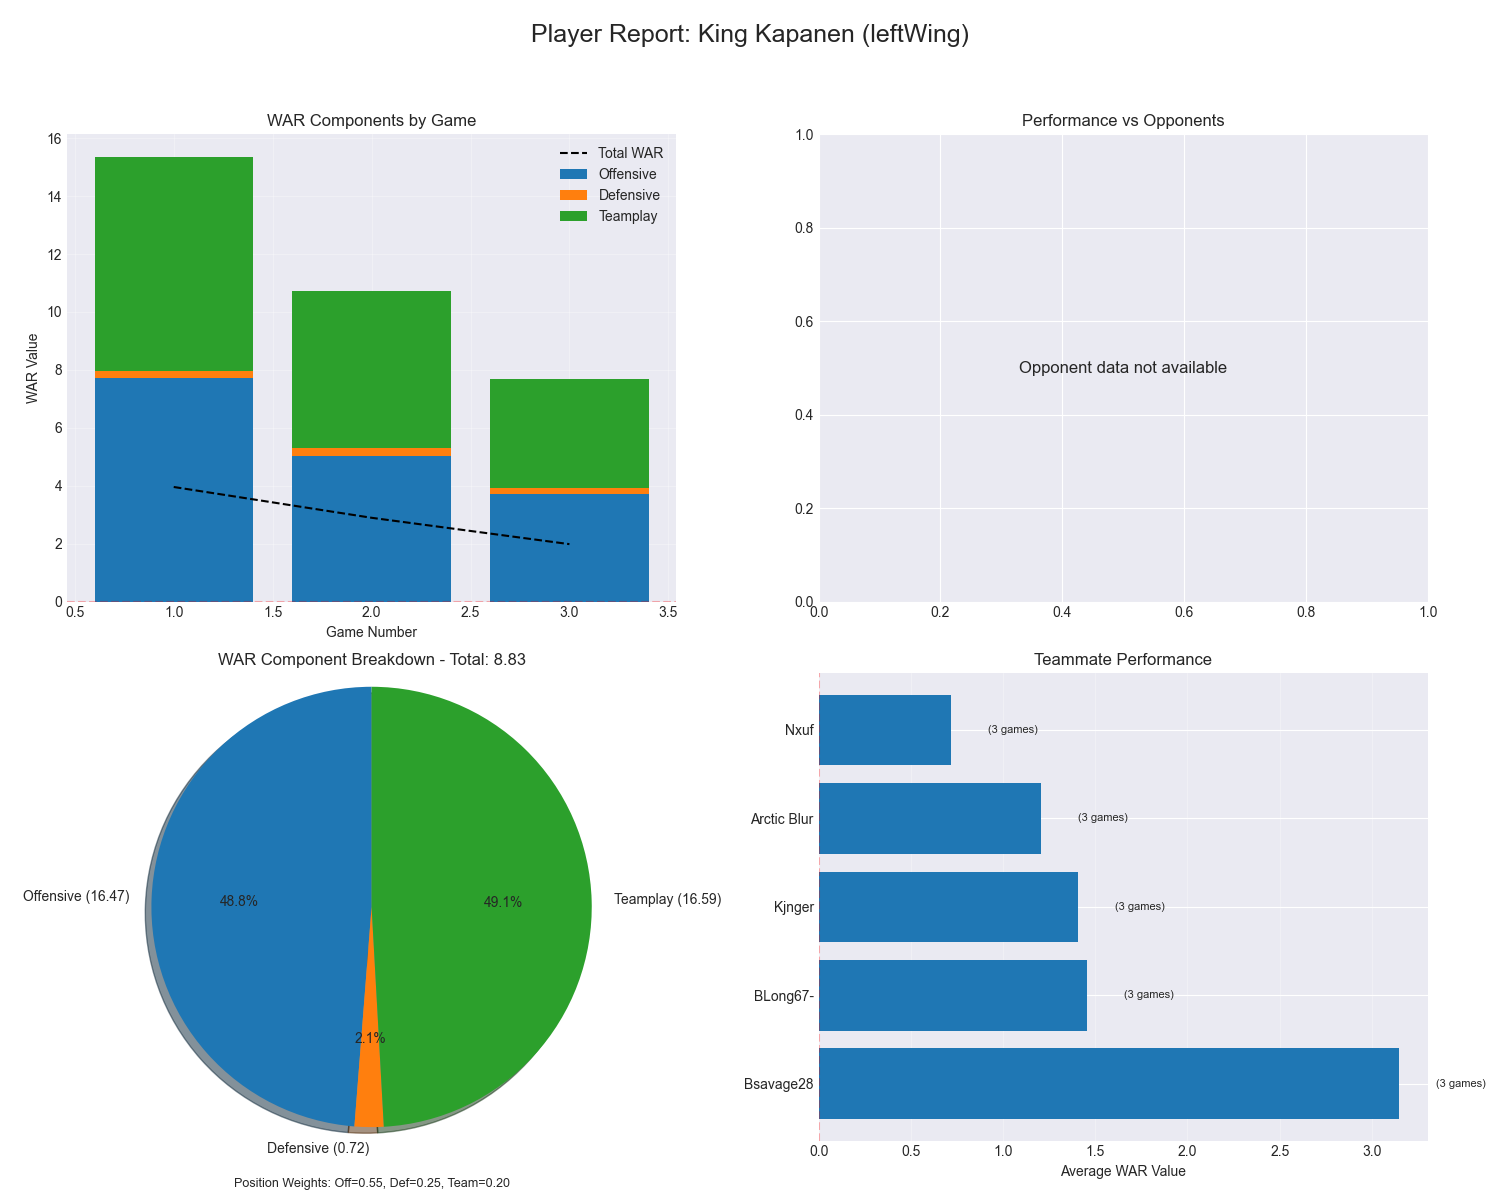 Player Report: King Kapanen (leftWing)
WAR Components by Game
16
14
12
10
8
6
4
2
0
WAR Value
Total WAR
Offensive
Defensive
Teamplay
0.5 1.0 1.5 2.0 2.5 3.0 3.5
Game Number
Performance vs Opponents
1.0
0.8
0.6
0.4
0.2
0.0
Opponent data not available
0.0 0.2 0.4 0.6 0.8 1.0
WAR Component Breakdown - Total: 8.83
Offensive (16.47)
48.8%
49.1%
Teamplay (16.59)
2.1%
Defensive (0.72)
Position Weights: Off=0.55, Def=0.25, Team=0.20
Teammate Performance
Nxuf (3 games)
Arctic Blur (3 games)
Kjnger (3 games)
BLong67- (3 games)
Bsavage28 (3 games)
0.0 0.5 1.0 1.5 2.0 2.5 3.0
Average WAR Value